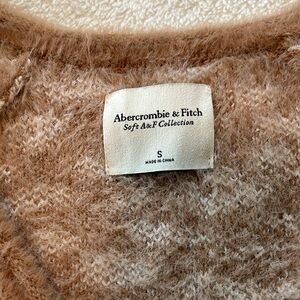 Abercrombie & Fitch
Soft A&F Collection
S
MADE IN CHINA